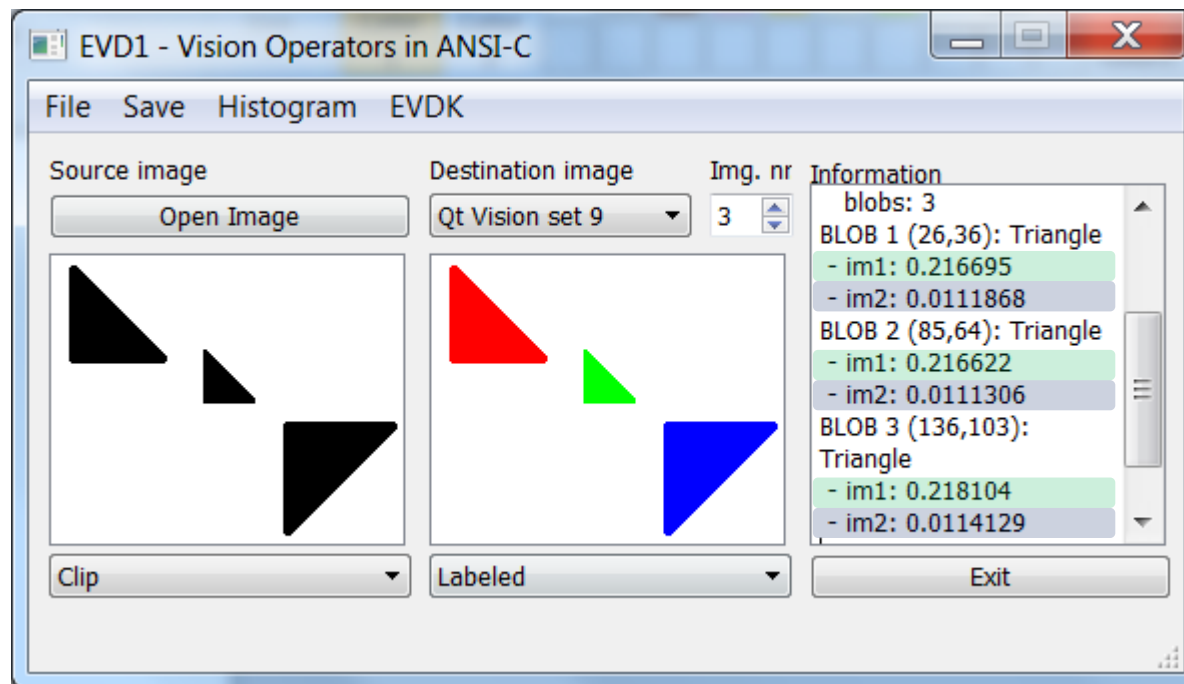 EVD1 - Vision Operators in ANSI-C
File Save Histogram EVDK
Source image
Destination image
Img. nr
Information
Open Image
Qt Vision set 9
3
blobs: 3
BLOB 1 (26,36): Triangle
- im1: 0.216695
- im2: 0.0111868
BLOB 2 (85,64): Triangle
- im1: 0.216622
- im2: 0.0111306
BLOB 3 (136,103):
Triangle
- im1: 0.218104
- im2: 0.0114129
Clip
Labeled
Exit